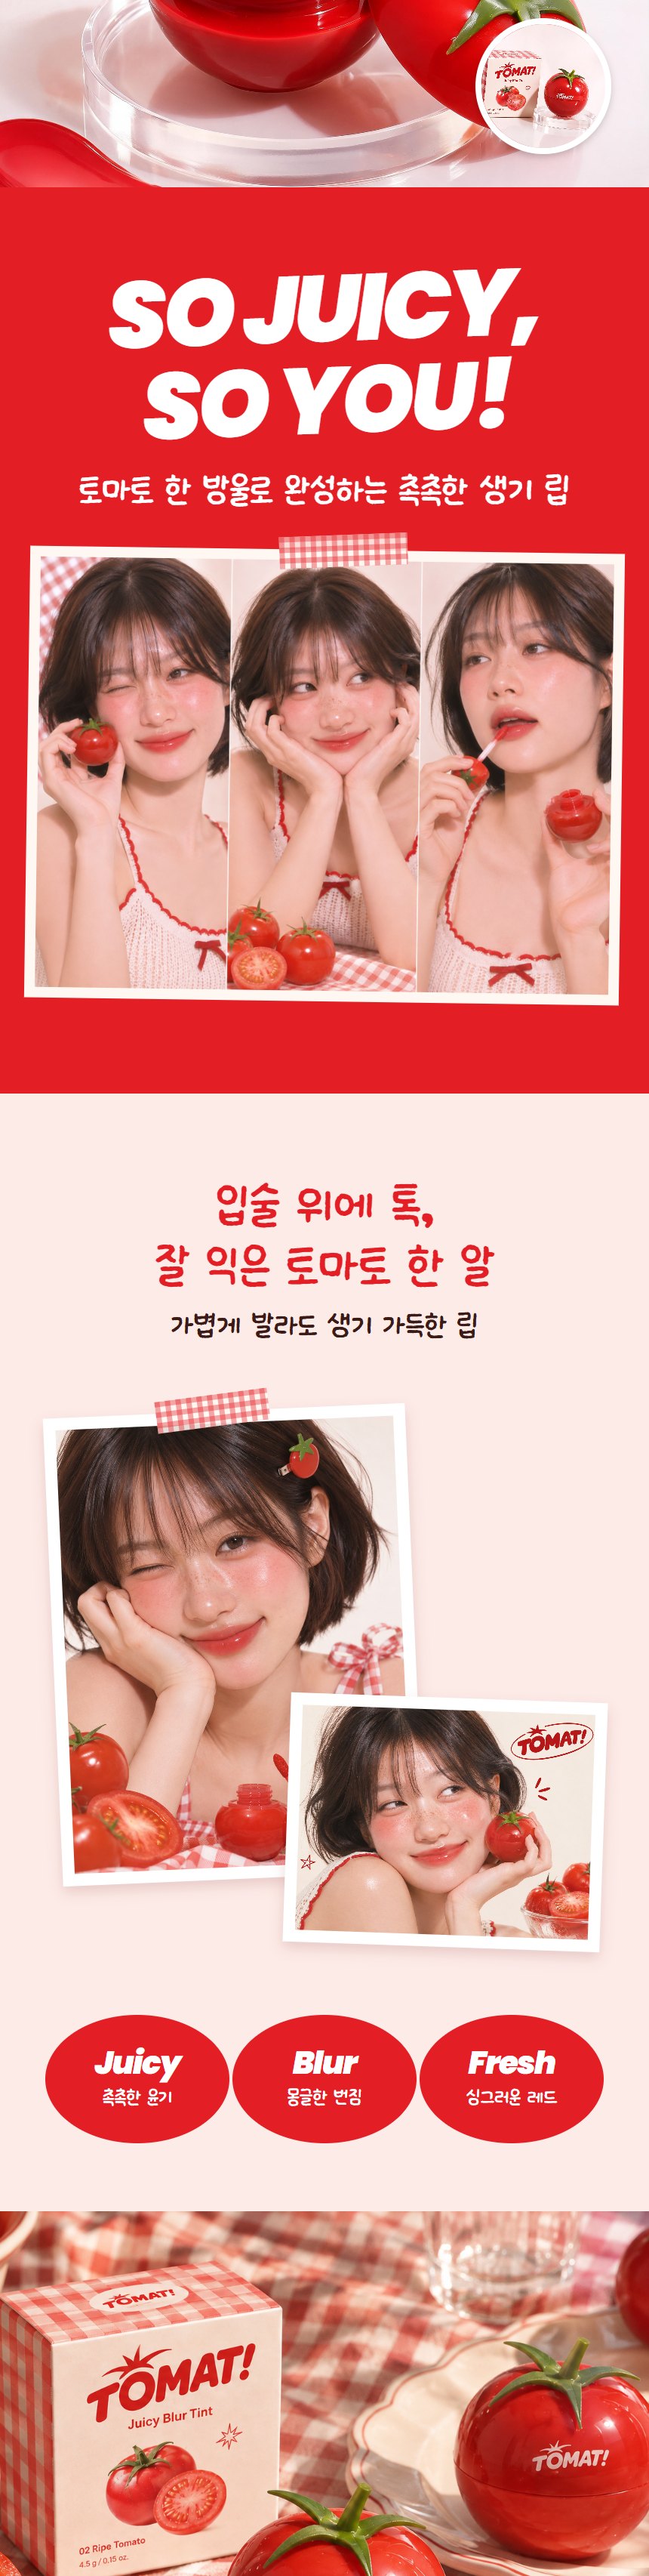 TOMAT!
TOMAT!
SO JUICY,
SO YOU!
토마토 한 방울로 완성하는 촉촉한 생기 립
입술 위에 톡,
잘 익은 토마토 한 알
가볍게 발라도 생기 가득한 립
TOMAT!
Juicy
촉촉한 윤기
Blur
몽글한 번짐
Fresh
싱그러운 레드
TOMAT!
TOMAT!
Juicy Blur Tint
02 Ripe Tomato
4.5 g / 0.15 oz.
TOMAT!